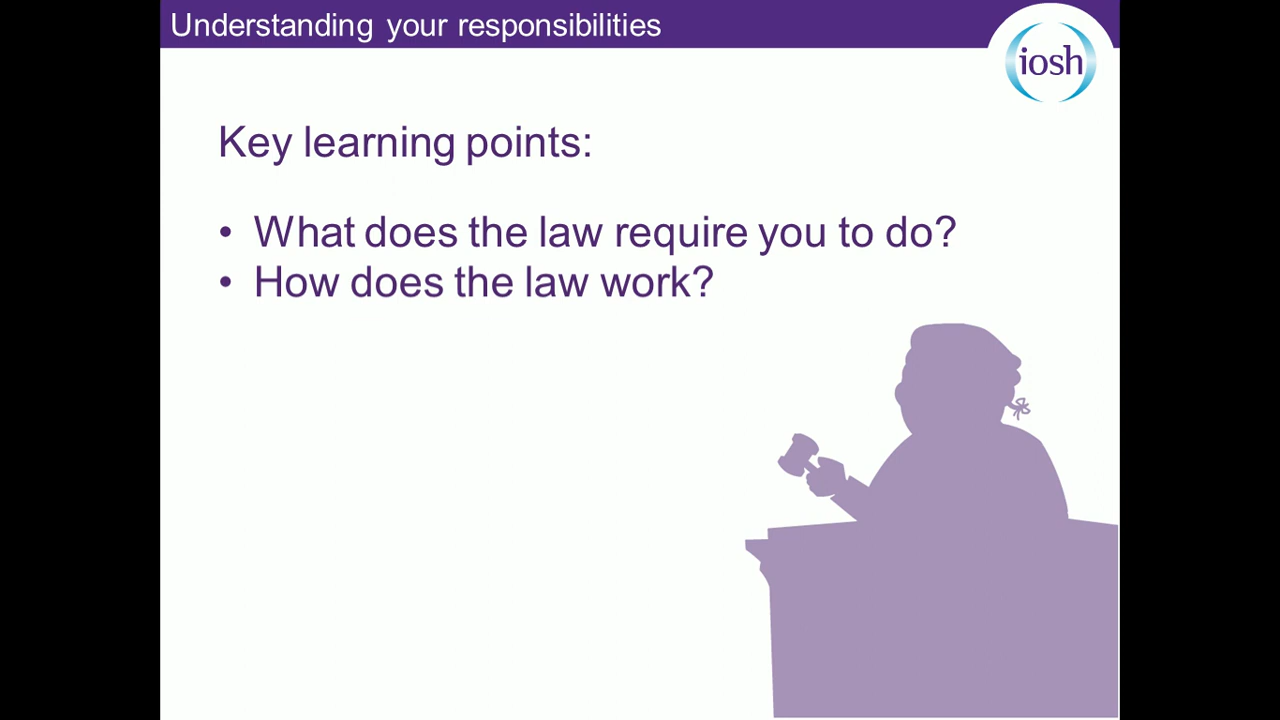 Understanding your responsibilities
iosh
Key learning points:
• What does the law require you to do?
• How does the law work?